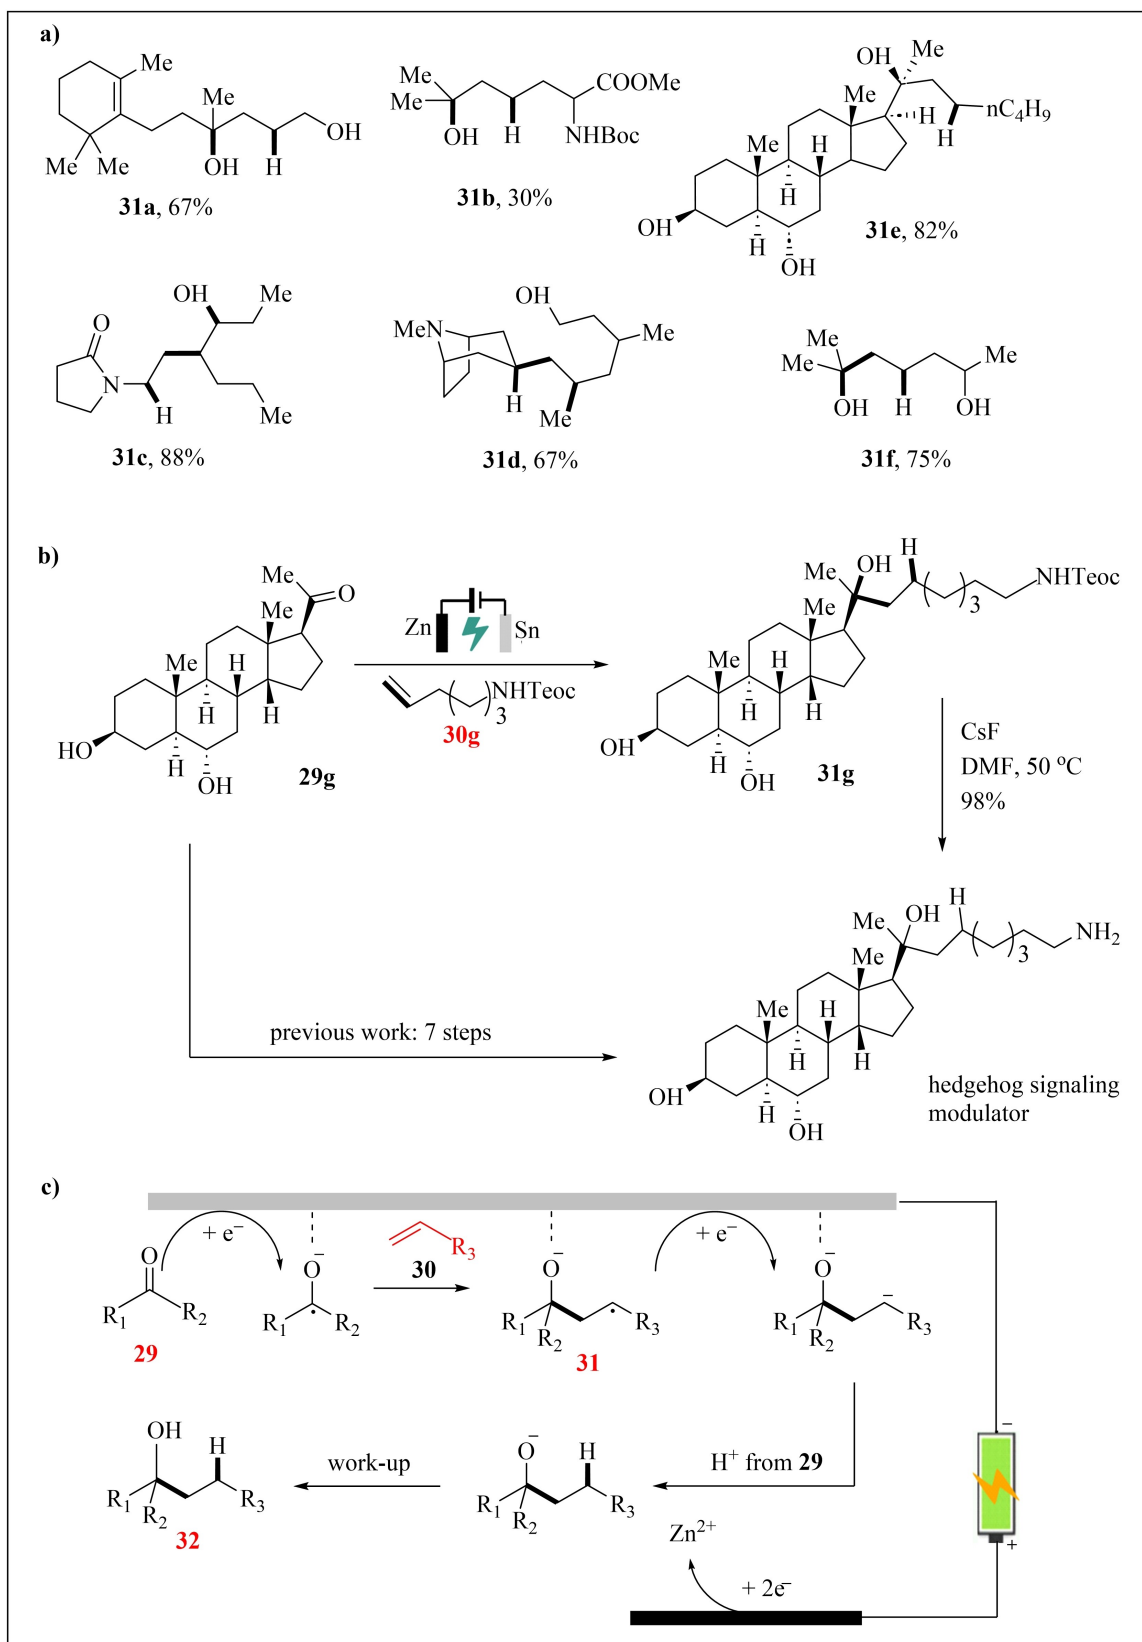 a)
Me
Me
OH
OH
H
Me
Me
31a, 67%
Me
Me
COOMe
OH
H
NHBoc
31b, 30%
Me
OH
Me
H
nC4H9
H
Me
H
H
OH
H
OH
31e, 82%
OH
Me
O
N
H
Me
31c, 88%
OH
MeN
Me
H
Me
31d, 67%
Me
Me
Me
OH
H
OH
31f, 75%
b)
Me
O
Me
Me
H
H
H
HO
H
OH
29g
Zn
Sn
NHTeoc
3
30g
H
Me
OH
NHTeoc
3
Me
Me
H
H
H
OH
H
OH
31g
CsF
DMF, 50 °C
98%
H
Me
OH
NH2
3
Me
Me
H
H
H
OH
H
OH
previous work: 7 steps
hedgehog signaling
modulator
c)
+ e−
O
R1
R2
29
O−
R1
R2
R3
30
O−
R1
R2
R3
31
+ e−
O−
−
R1
R2
R3
−
OH
H
R1
R2
R3
32
work-up
O−
H
R1
R2
R3
H+ from 29
Zn2+
+ 2e−
+